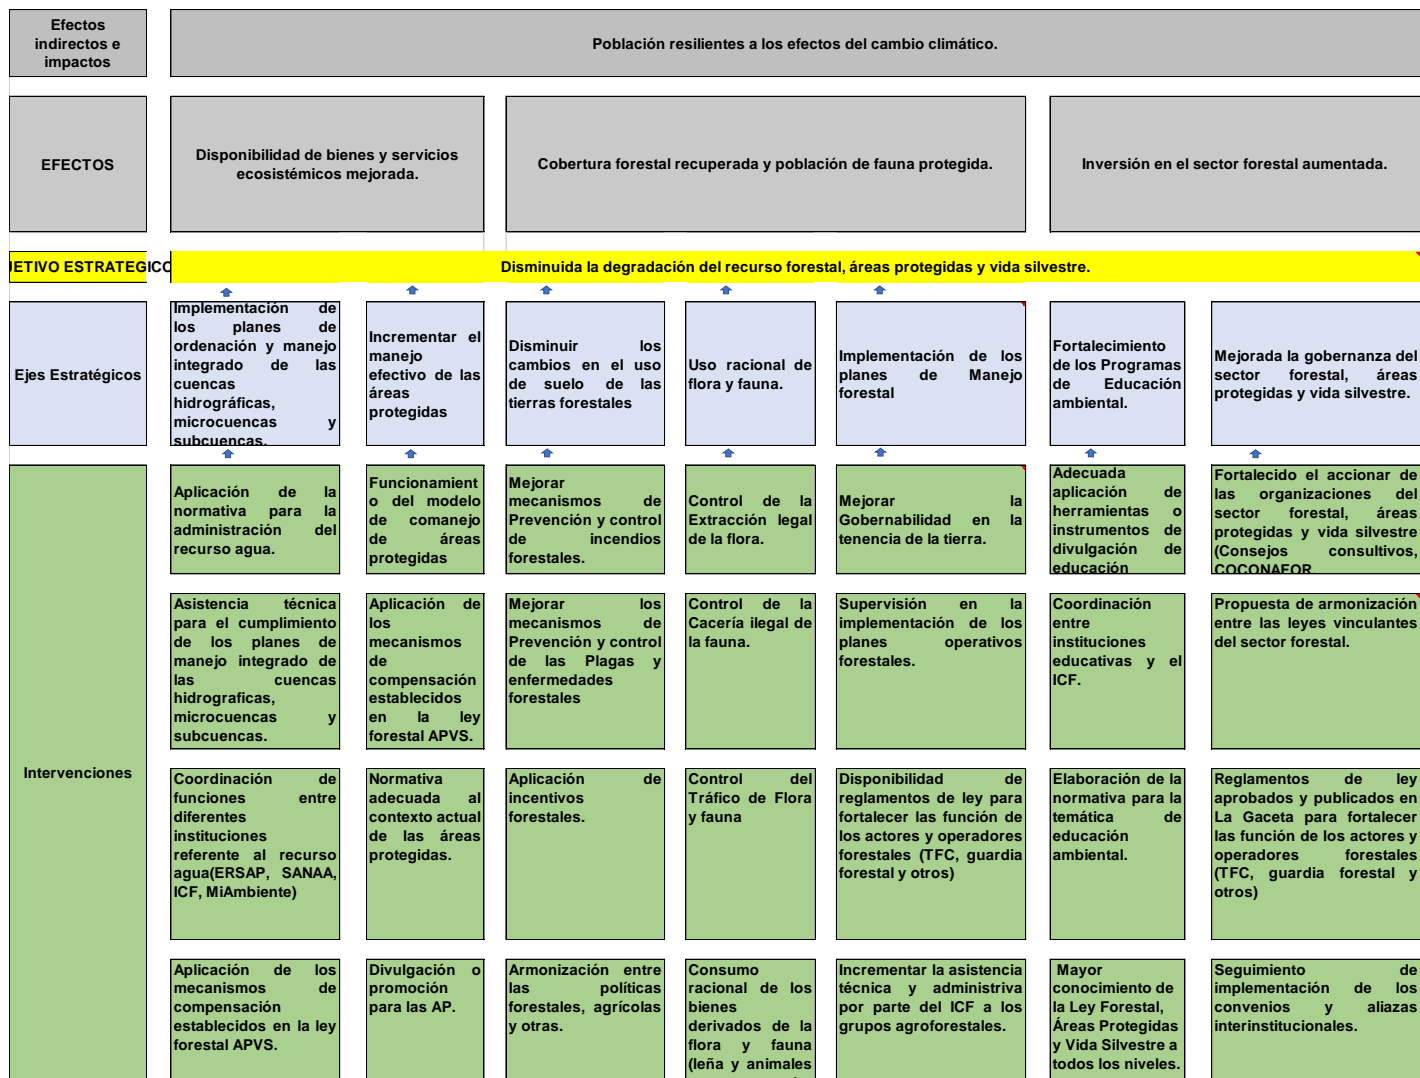 Efectos
indirectos e
impactos
Población resilientes a los efectos del cambio climático.
EFECTOS
Disponibilidad de bienes y servicios
ecosistémicos mejorada.
Cobertura forestal recuperada y población de fauna protegida.
Inversión en el sector forestal aumentada.
JETIVO ESTRATEGICO
Disminuida la degradación del recurso forestal, áreas protegidas y vida silvestre.
Ejes Estratégicos
Implementación de
los planes de
ordenación y manejo
integrado de las
cuencas
hidrográficas,
microcuencas y
subcuencas.
Incrementar el
manejo
efectivo de las
áreas
protegidas
Disminuir los
cambios en el uso
de suelo de las
tierras forestales
Uso racional de
flora y fauna.
Implementación de los
planes de Manejo
forestal
Fortalecimiento
de los Programas
de Educación
ambiental.
Mejorada la gobernanza del
sector forestal, áreas
protegidas y vida silvestre.
Intervenciones
Aplicación de la
normativa para la
administración del
recurso agua.
Funcionamient
o del modelo
de comanejo
de áreas
protegidas
Mejorar
mecanismos de
Prevención y control
de incendios
forestales.
Control de la
Extracción legal
de la flora.
Mejorar la
Gobernabilidad en la
tenencia de la tierra.
Adecuada
aplicación de
herramientas o
instrumentos de
divulgación de
educación
Fortalecido el accionar de
las organizaciones del
sector forestal, áreas
protegidas y vida silvestre
(Consejos consultivos,
COCONAFOR
Asistencia técnica
para el cumplimiento
de los planes de
manejo integrado de
las cuencas
hidrograficas,
microcuencas y
subcuencas.
Aplicación de
los
mecanismos
de
compensación
establecidos
en la ley
forestal APVS.
Mejorar los
mecanismos de
Prevención y control
de las Plagas y
enfermedades
forestales
Control de la
Cacería ilegal de
la fauna.
Supervisión en la
implementación de los
planes operativos
forestales.
Coordinación
entre
instituciones
educativas y el
ICF.
Propuesta de armonización
entre las leyes vinculantes
del sector forestal.
Coordinación de
funciones entre
diferentes
instituciones
referente al recurso
agua(ERSAP, SANAA,
ICF, MiAmbiente)
Normativa
adecuada al
contexto actual
de las áreas
protegidas.
Aplicación de
incentivos
forestales.
Control del
Tráfico de Flora
y fauna
Disponibilidad de
reglamentos de ley para
fortalecer las función de
los actores y operadores
forestales (TFC, guardia
forestal y otros)
Elaboración de la
normativa para la
temática de
educación
ambiental.
Reglamentos de ley
aprobados y publicados en
La Gaceta para fortalecer
las función de los actores y
operadores forestales
(TFC, guardia forestal y
otros)
Aplicación de los
mecanismos de
compensación
establecidos en la ley
forestal APVS.
Divulgación o
promoción
para las AP.
Armonización entre
las políticas
forestales, agrícolas
y otras.
Consumo
racional de los
bienes
derivados de la
flora y fauna
(leña y animales
Incrementar la asistencia
técnica y administriva
por parte del ICF a los
grupos agroforestales.
Mayor
conocimiento de
la Ley Forestal,
Áreas Protegidas
y Vida Silvestre a
todos los niveles.
Seguimiento de
implementación de los
convenios y aliazas
interinstitucionales.